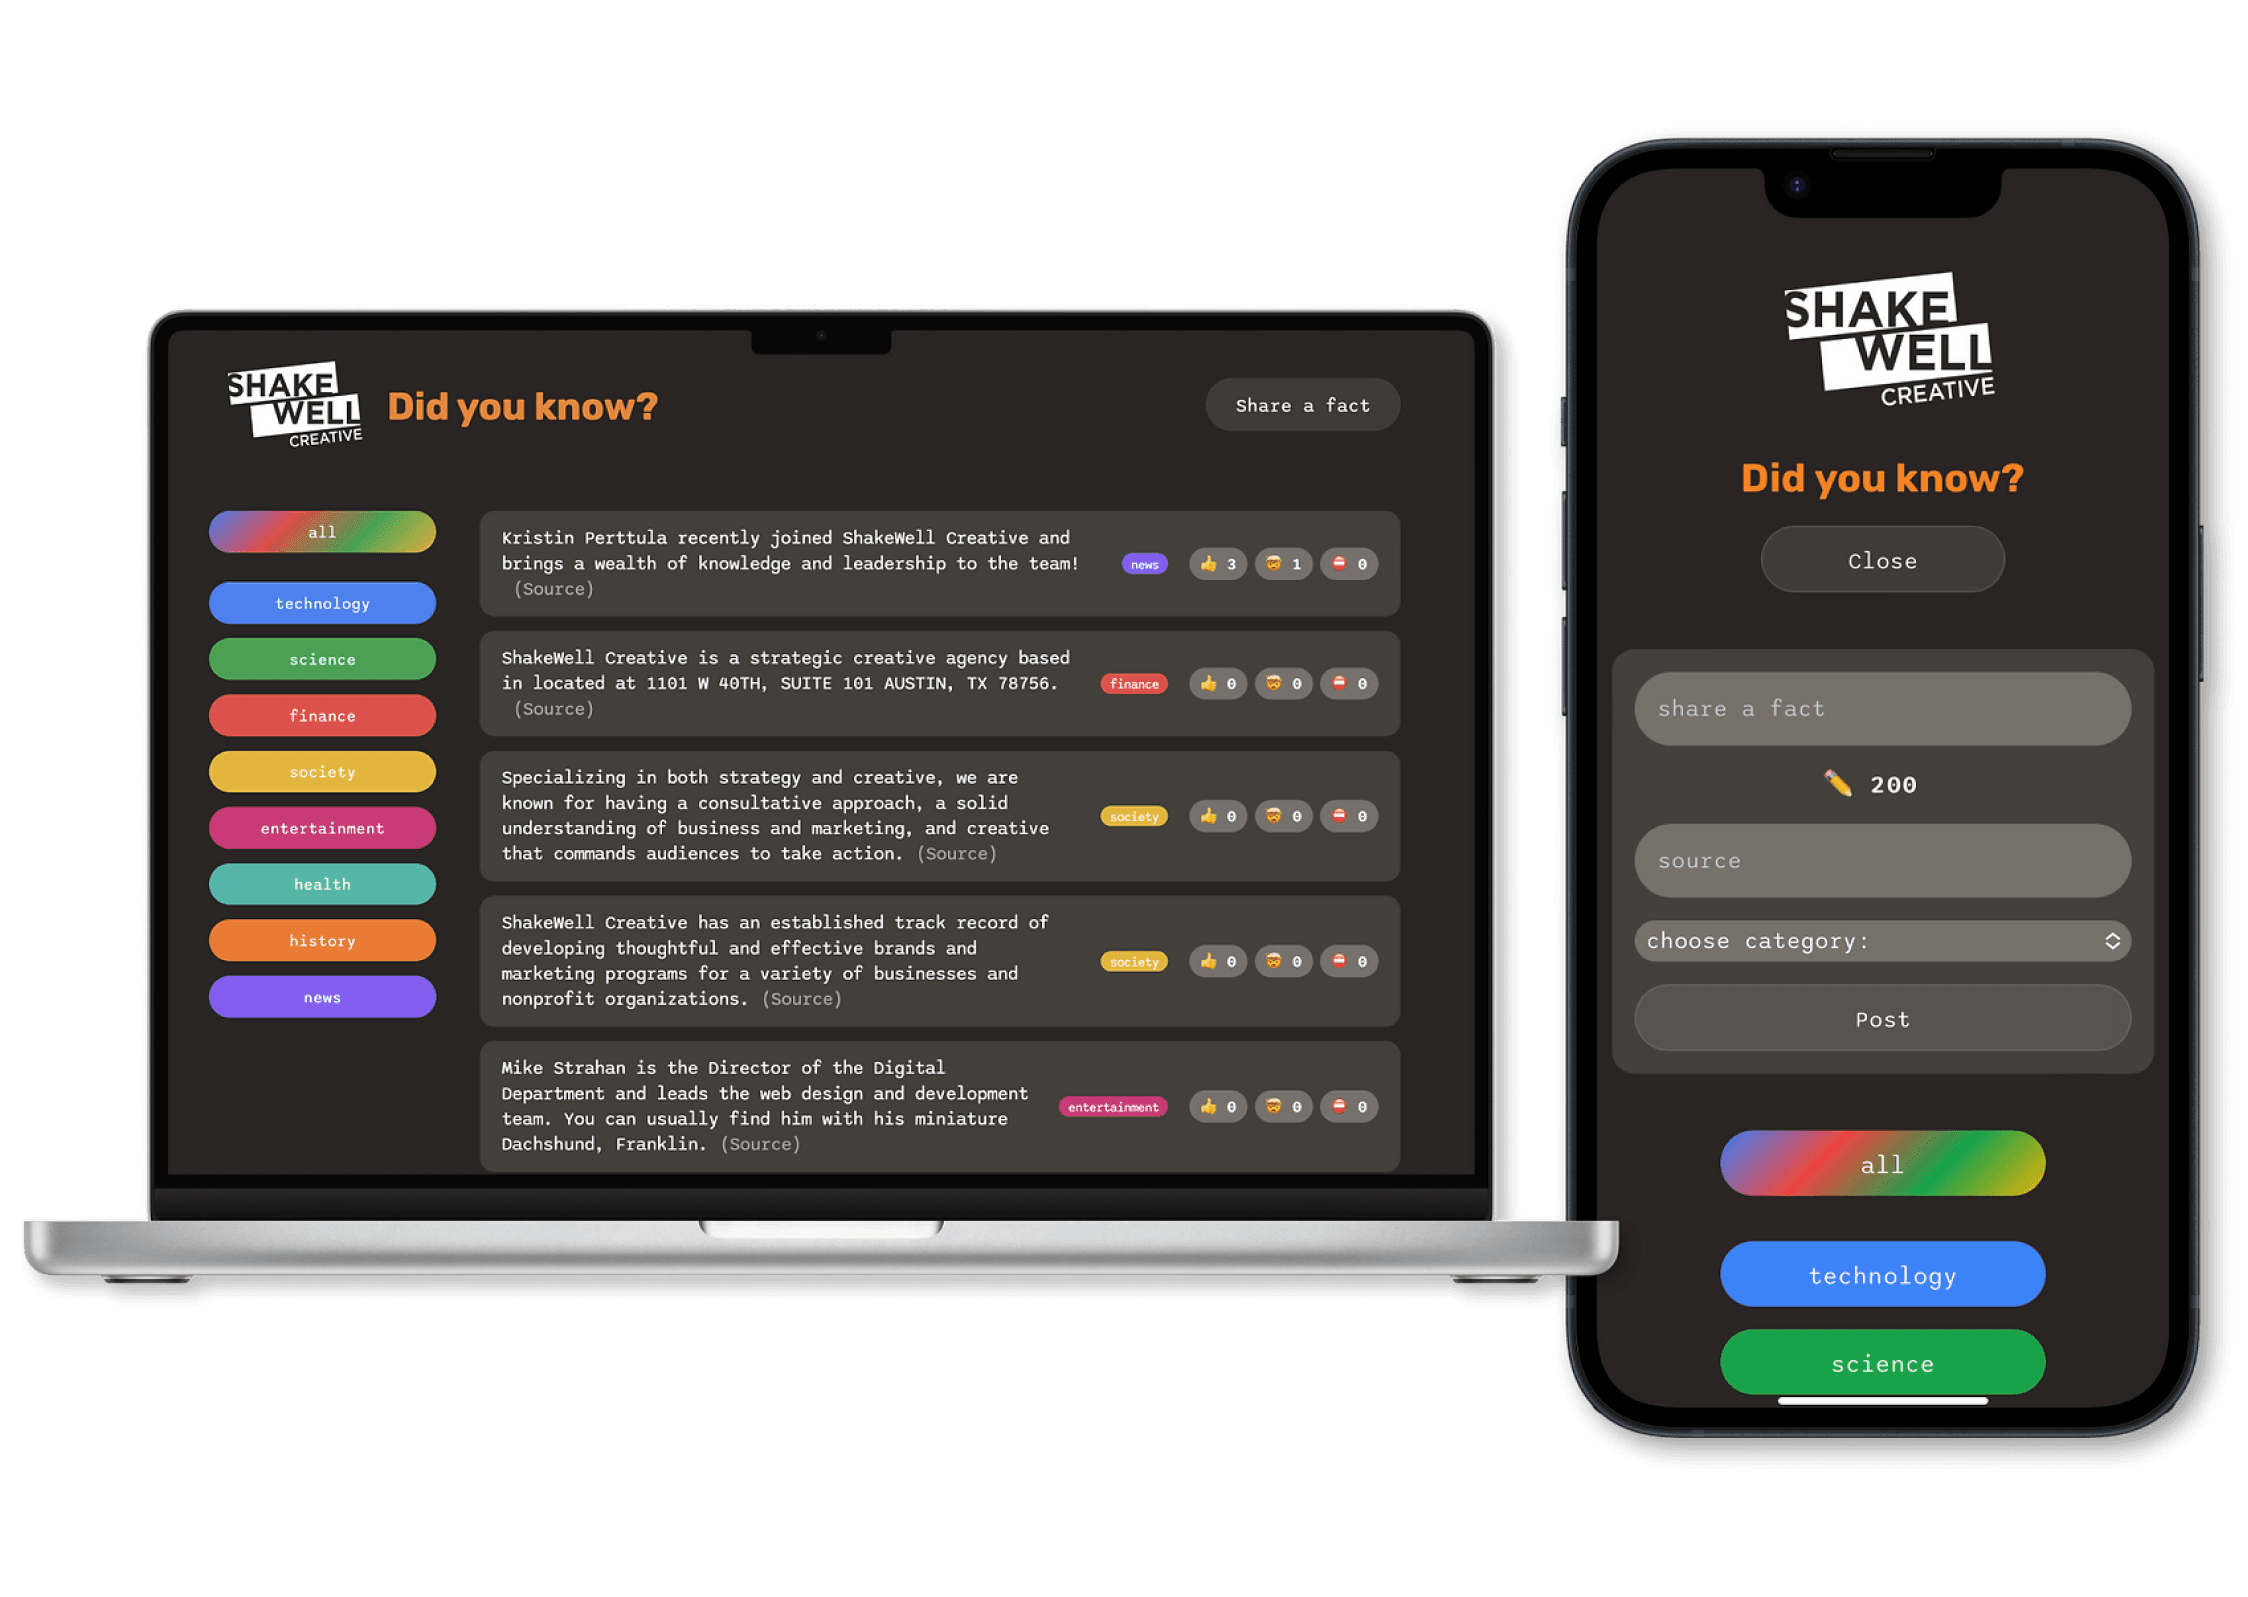 SHAKE
WELL
CREATIVE
Did you know?
Share a fact
all
technology
science
finance
society
entertainment
health
history
news
Kristin Perttula recently joined ShakeWell Creative and
brings a wealth of knowledge and leadership to the team!
(Source)
news
👍 3
🤯 1
⛔ 0
ShakeWell Creative is a strategic creative agency based
in located at 1101 W 40TH, SUITE 101 AUSTIN, TX 78756.
(Source)
finance
👍 0
🤯 0
⛔ 0
Specializing in both strategy and creative, we are
known for having a consultative approach, a solid
understanding of business and marketing, and creative
that commands audiences to take action. (Source)
society
👍 0
🤯 0
⛔ 0
ShakeWell Creative has an established track record of
developing thoughtful and effective brands and
marketing programs for a variety of businesses and
nonprofit organizations. (Source)
society
👍 0
🤯 0
⛔ 0
Mike Strahan is the Director of the Digital
Department and leads the web design and development
team. You can usually find him with his miniature
Dachshund, Franklin. (Source)
entertainment
👍 0
🤯 0
⛔ 0
SHAKE
WELL
CREATIVE
Did you know?
Close
share a fact
✏️ 200
source
choose category:
Post
all
technology
science